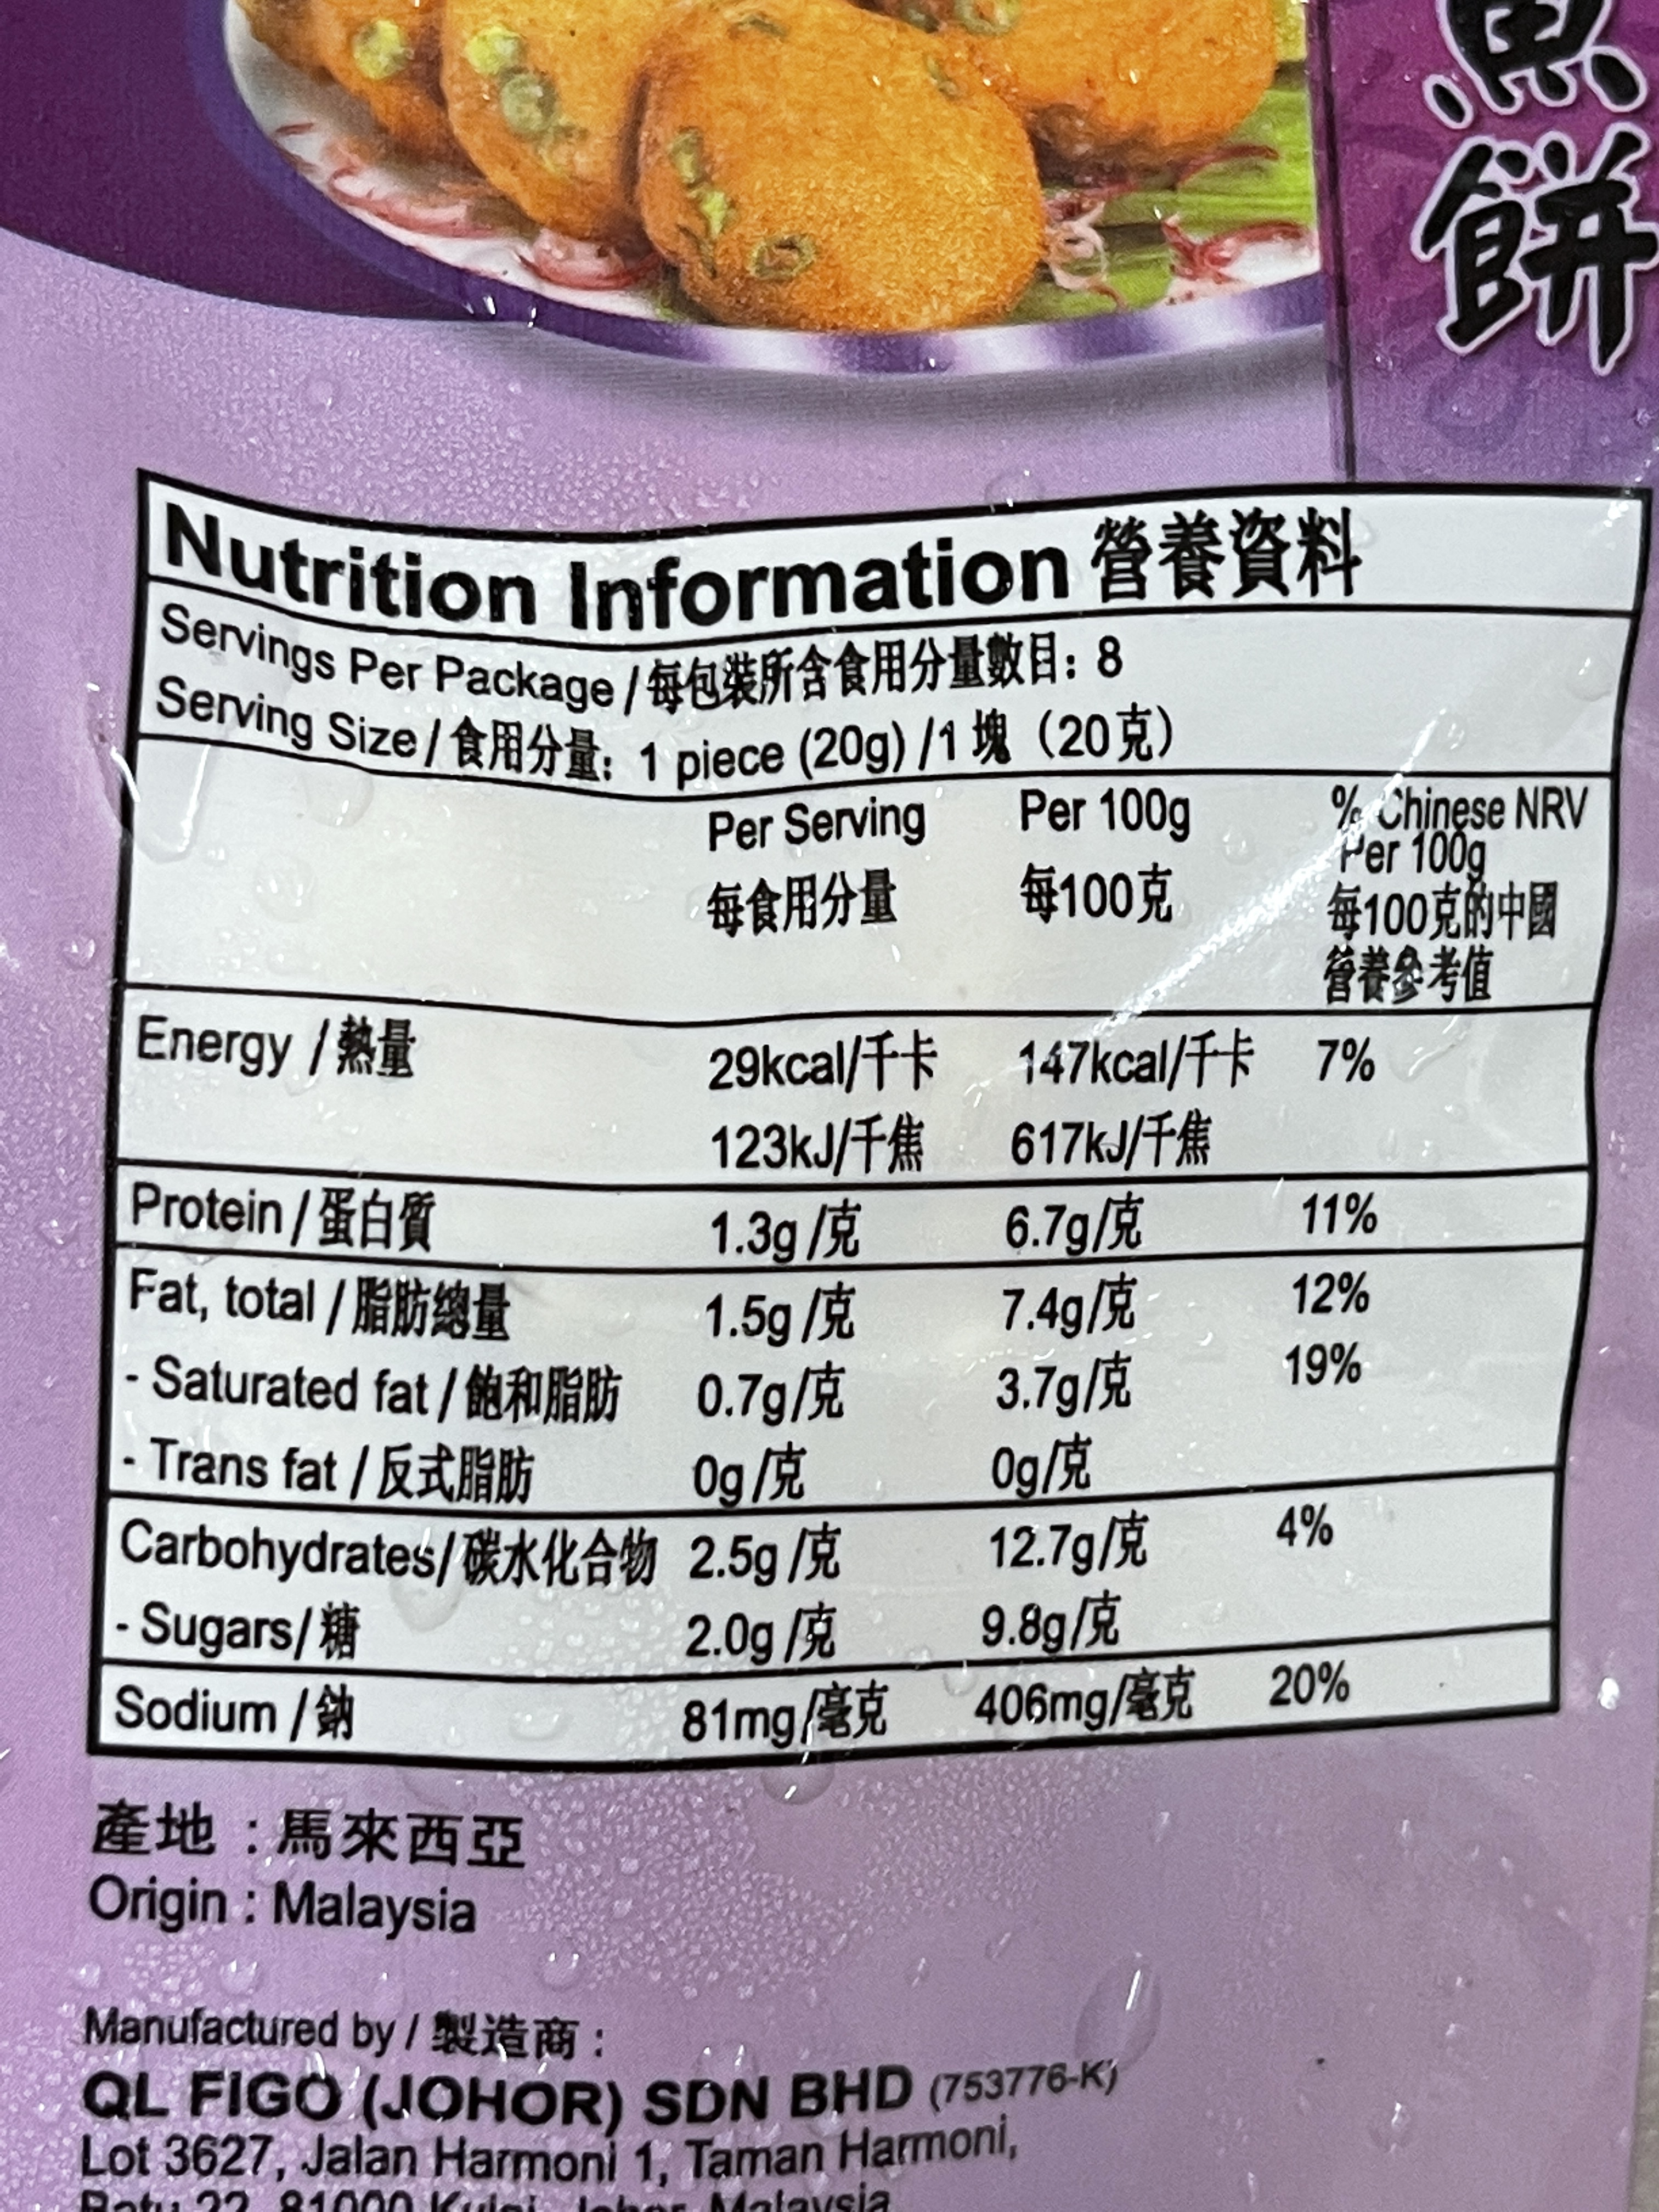 魚
餅
Nutrition Information 營養資料
Servings Per Package / 每包裝所含食用分量數目: 8
Serving Size / 食用分量: 1 piece (20g) /1 塊 (20克)
Per Serving Per 100g % Chinese NRV
Per 100g
每食用分量 每100克 每100克的中國
營養參考值
Energy / 熱量 29kcal/千卡 147kcal/千卡 7%
123kJ/千焦 617kJ/千焦
Protein / 蛋白質 1.3g /克 6.7g/克 11%
Fat, total / 脂肪總量 1.5g /克 7.4g/克 12%
- Saturated fat / 飽和脂肪 0.7g/克 3.7g/克 19%
- Trans fat / 反式脂肪 0g /克 0g/克
Carbohydrates/ 碳水化合物 2.5g /克 12.7g/克 4%
- Sugars/ 糖 2.0g /克 9.8g/克
Sodium / 鈉 81mg/毫克 406mg/毫克 20%
產地 : 馬來西亞
Origin : Malaysia
Manufactured by / 製造商 :
QL FIGO (JOHOR) SDN BHD (753776-K)
Lot 3627, Jalan Harmoni 1, Taman Harmoni,
Batu 22, 81000 Kulai, Johor, Malaysia